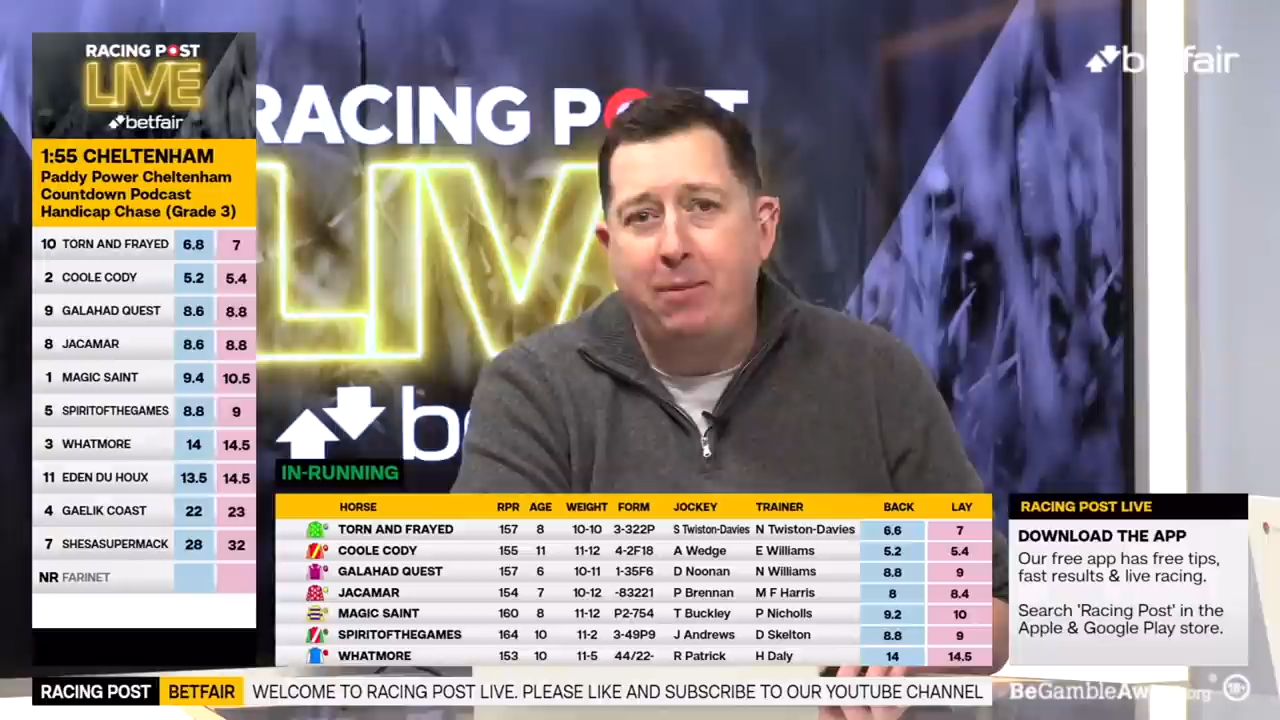 RACING POST
LIVE
betfair
1:55 CHELTENHAM
Paddy Power Cheltenham
Countdown Podcast
Handicap Chase (Grade 3)
10 TORN AND FRAYED 6.8 7
2 COOLE CODY 5.2 5.4
9 GALAHAD QUEST 8.6 8.8
8 JACAMAR 8.6 8.8
1 MAGIC SAINT 9.4 10.5
5 SPIRITOFTHEGAMES 8.8 9
3 WHATMORE 14 14.5
11 EDEN DU HOUX 13.5 14.5
4 GAELIK COAST 22 23
7 SHESASUPERMACK 28 32
NR FARINET
betfair
RACING POST
LIV
be
IN-RUNNING
HORSE RPR AGE WEIGHT FORM JOCKEY TRAINER BACK LAY
TORN AND FRAYED 157 8 10-10 3-322P S Twiston-Davies N Twiston-Davies 6.6 7
COOLE CODY 155 11 11-12 4-2F18 A Wedge E Williams 5.2 5.4
GALAHAD QUEST 157 6 10-11 1-35F6 D Noonan N Williams 8.8 9
JACAMAR 154 7 10-12 -83221 P Brennan M F Harris 8 8.4
MAGIC SAINT 160 8 11-12 P2-754 T Buckley P Nicholls 9.2 10
SPIRITOFTHEGAMES 164 10 11-2 3-49P9 J Andrews D Skelton 8.8 9
WHATMORE 153 10 11-5 44/22- R Patrick H Daly 14 14.5
RACING POST LIVE
DOWNLOAD THE APP
Our free app has free tips,
fast results & live racing.
Search 'Racing Post' in the
Apple & Google Play store.
RACING POST BETFAIR WELCOME TO RACING POST LIVE. PLEASE LIKE AND SUBSCRIBE TO OUR YOUTUBE CHANNEL
BeGambleAware.org 18+